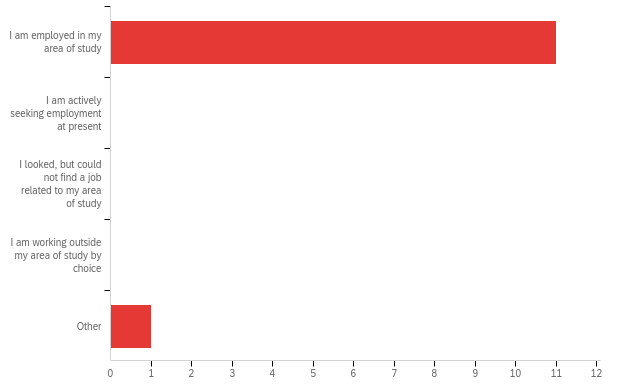 I am employed in my
area of study
I am actively
seeking employment
at present
I looked, but could
not find a job
related to my area
of study
I am working outside
my area of study by
choice
Other
0 1 2 3 4 5 6 7 8 9 10 11 12